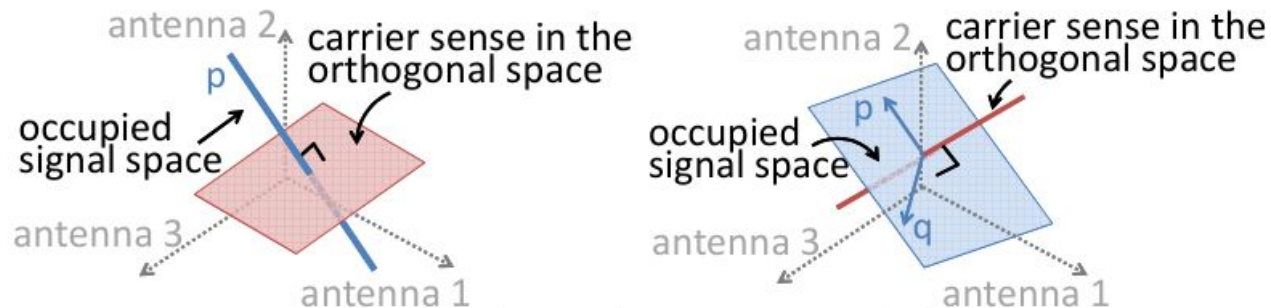 antenna 2
carrier sense in the
orthogonal space
p
occupied
signal space
antenna 3
antenna 1
antenna 2
carrier sense in the
orthogonal space
p
occupied
signal space
q
antenna 3
antenna 1